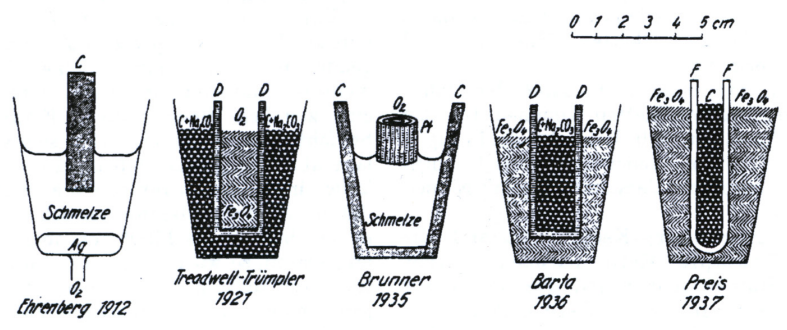 0 1 2 3 4 5 cm
C
Schmelze
Ag
O₂
Ehrenberg 1912
D O₂ D
C+Na₂CO₃ C+Na₂CO₃
Fe₃O₄
Treadwell-Trümpler
1921
C O₂ C
Pt
Schmelze
Brunner
1935
D D
Fe₃O₄ C+Na₂CO₃ Fe₃O₄
Barta
1936
F F
Fe₃O₄ C Fe₃O₄
Preis
1937